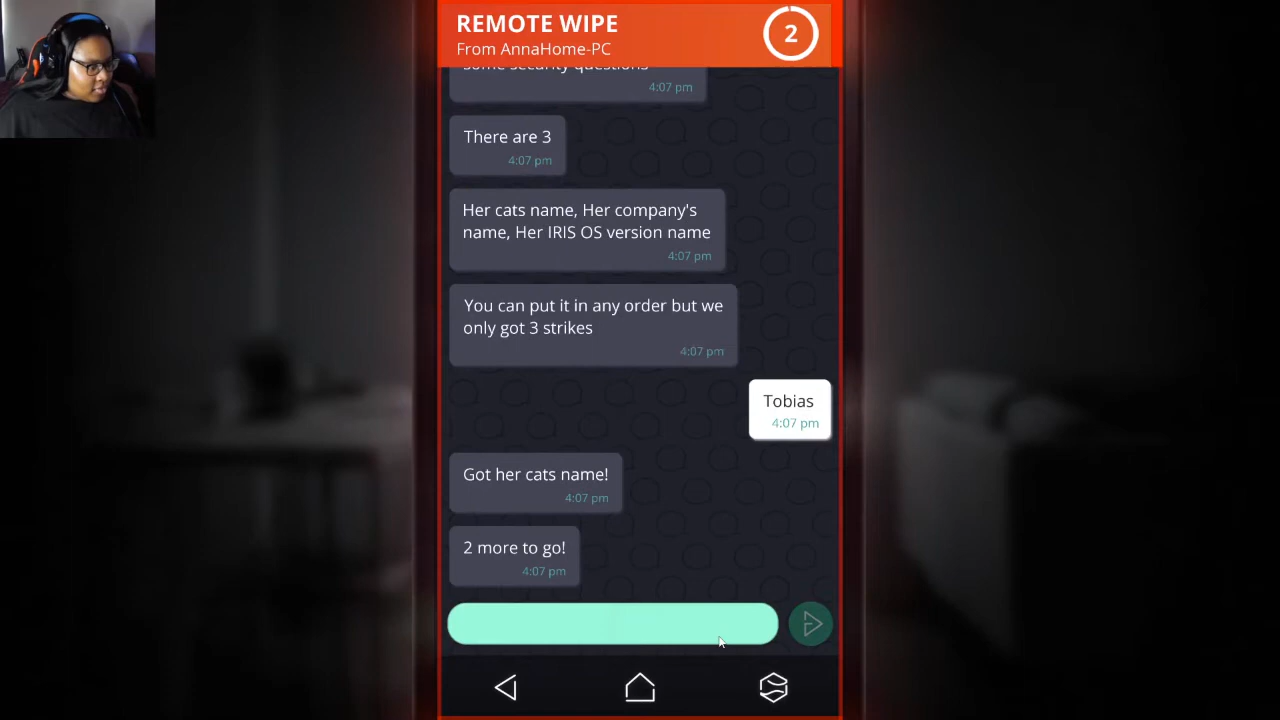 REMOTE WIPE
From AnnaHome-PC
2
some security questions
4:07 pm
There are 3
4:07 pm
Her cats name, Her company's
name, Her IRIS OS version name
4:07 pm
You can put it in any order but we
only got 3 strikes
4:07 pm
Tobias
4:07 pm
Got her cats name!
4:07 pm
2 more to go!
4:07 pm